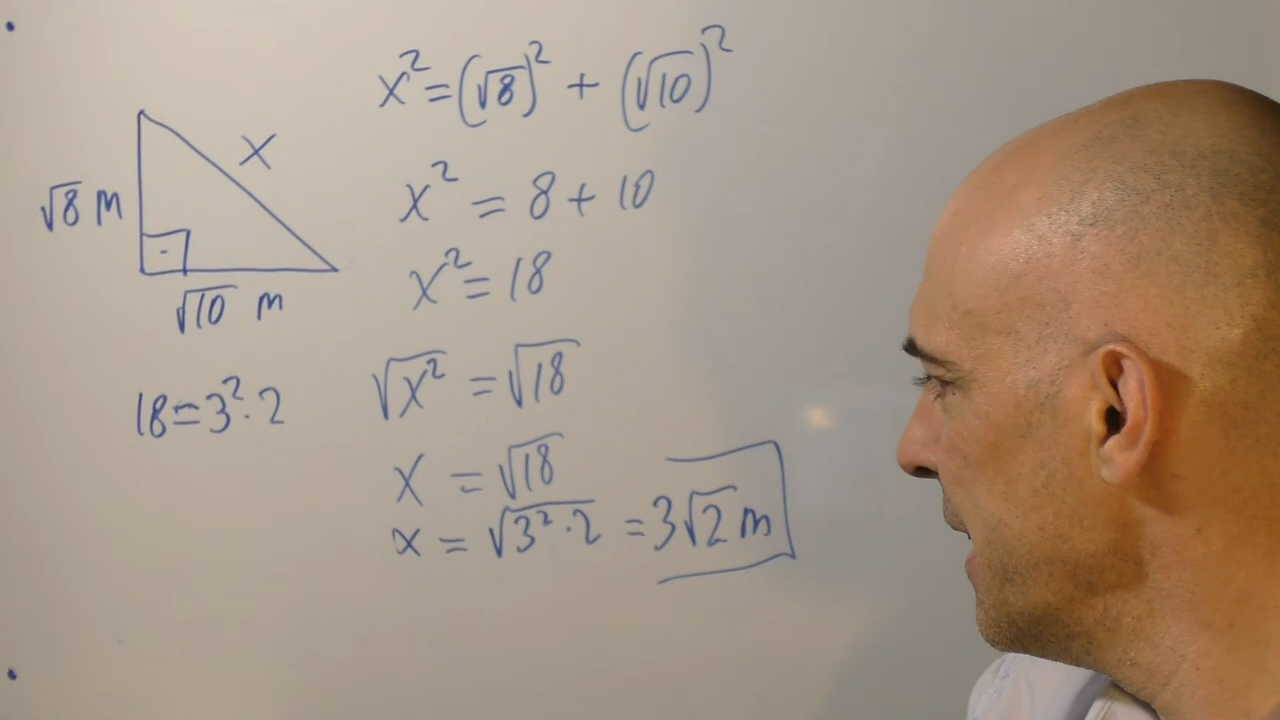 √8 m
x
√10 m
18=3²·2
x²=(√8)² + (√10)²
x² = 8+10
x² = 18
√x² = √18
x = √18
x = √3²·2 = 3√2 m